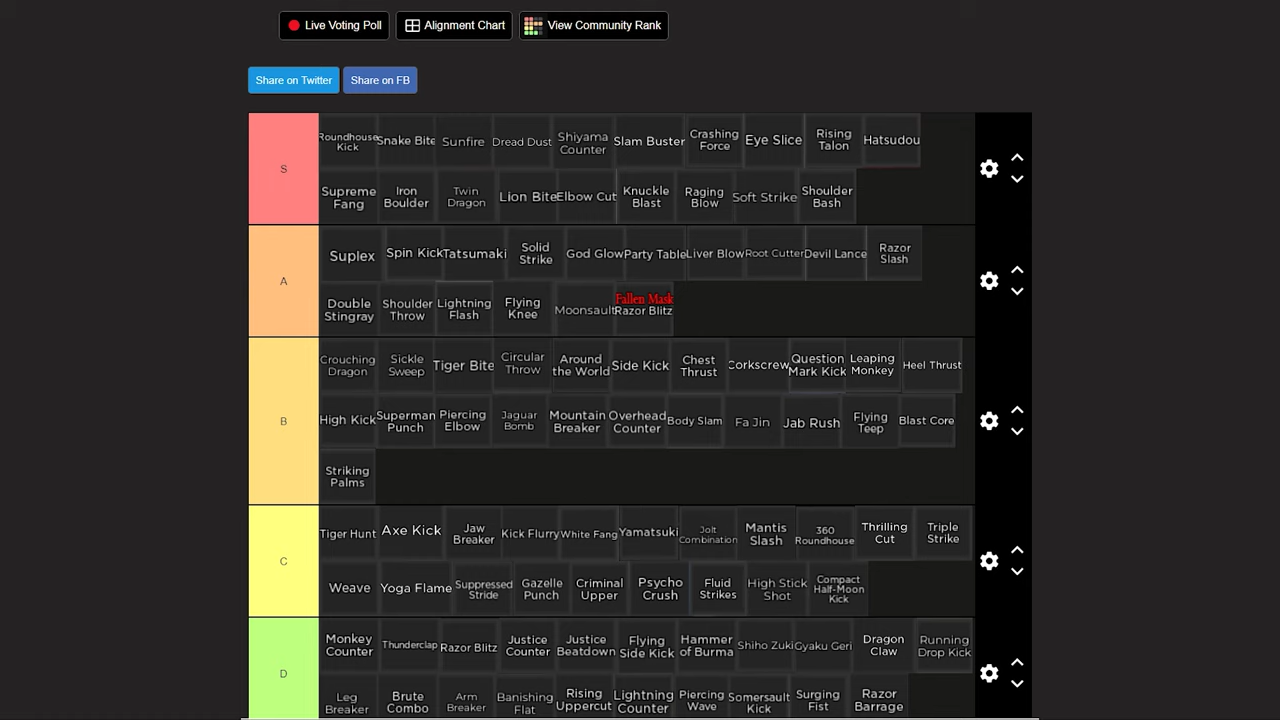 Live Voting Poll Alignment Chart View Community Rank
Share on Twitter Share on FB
S
Roundhouse Kick Snake Bite Sunfire Dread Dust Shiyama Counter Slam Buster Crashing Force Eye Slice Rising Talon Hatsudou
Supreme Fang Iron Boulder Twin Dragon Lion Bite Elbow Cut Knuckle Blast Raging Blow Soft Strike Shoulder Bash
A
Suplex Spin Kick Tatsumaki Solid Strike God Glow Party Table Liver Blow Root Cutter Devil Lance Razor Slash
Double Stingray Shoulder Throw Lightning Flash Flying Knee Moonsault Fallen Mask Razor Blitz
B
Crouching Dragon Sickle Sweep Tiger Bite Circular Throw Around the World Side Kick Chest Thrust Corkscrew Question Mark Kick Leaping Monkey Heel Thrust
High Kick Superman Punch Piercing Elbow Jaguar Bomb Mountain Breaker Overhead Counter Body Slam Fa Jin Jab Rush Flying Teep Blast Core
Striking Palms
C
Tiger Hunt Axe Kick Jaw Breaker Kick Flurry White Fang Yamatsuki Jolt Combination Mantis Slash 360 Roundhouse Thrilling Cut Triple Strike
Weave Yoga Flame Suppressed Stride Gazelle Punch Criminal Upper Psycho Crush Fluid Strikes High Stick Shot Compact Half-Moon Kick
D
Monkey Counter Thunderclap Razor Blitz Justice Counter Justice Beatdown Flying Side Kick Hammer of Burma Shiho Zuki Gyaku Geri Dragon Claw Running Drop Kick
Leg Breaker Brute Combo Arm Breaker Banishing Flat Rising Uppercut Lightning Counter Piercing Wave Somersault Kick Surging Fist Razor Barrage